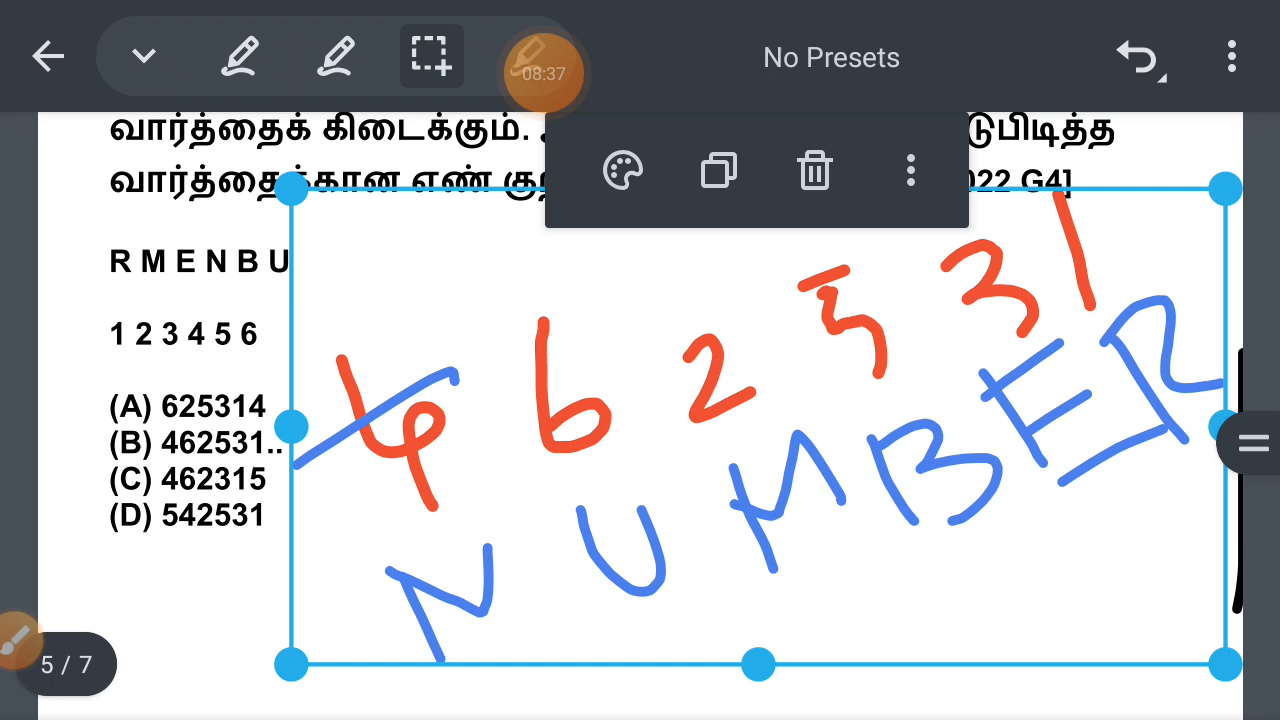 08:37
No Presets
வார்த்தைக் கிடைக்கும்.
வார்த்தைக்கான எண்
022 G4]
R M E N B U
1 2 3 4 5 6
4 6 2 5 3 1
(A) 625314
(B) 462531..
(C) 462315
(D) 542531
N U M B E R
5 / 7